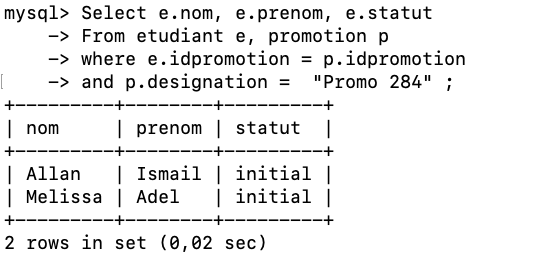 mysql> Select e.nom, e.prenom, e.statut
    -> From etudiant e, promotion p
    -> where e.idpromotion = p.idpromotion
    -> and p.designation =  "Promo 284" ;
+---------+--------+---------+
| nom     | prenom | statut  |
+---------+--------+---------+
| Allan   | Ismail | initial |
| Melissa | Adel   | initial |
+---------+--------+---------+
2 rows in set (0,02 sec)